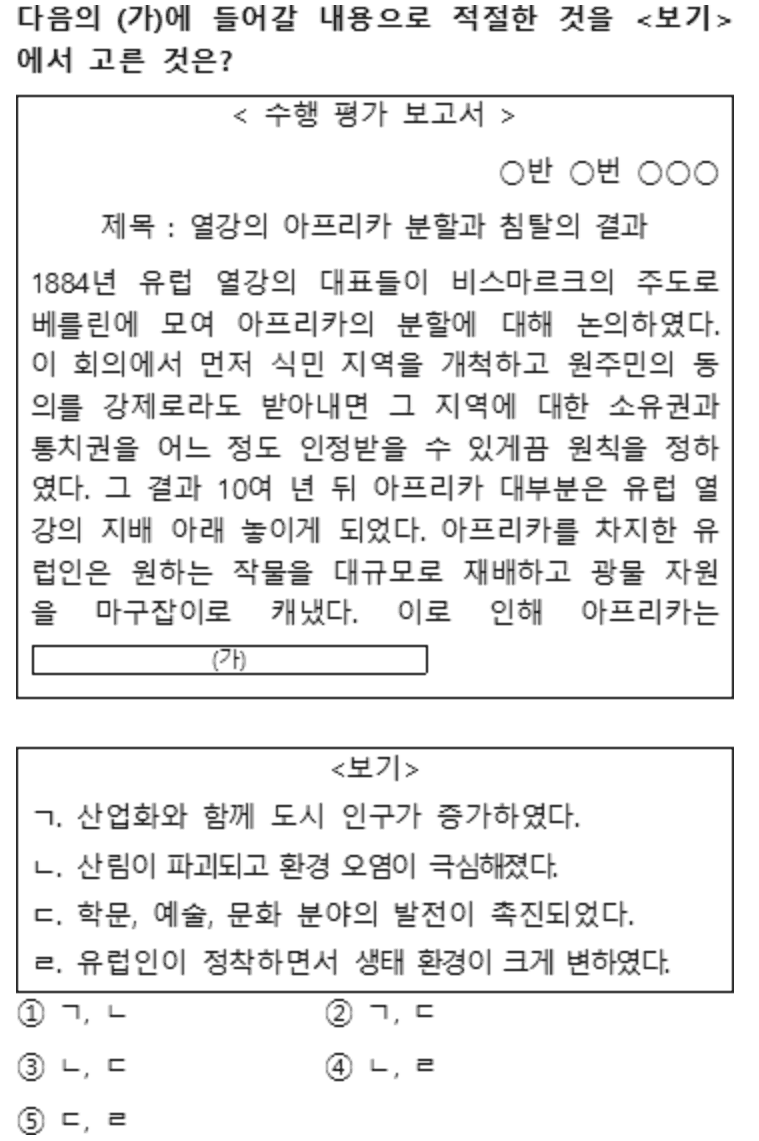 다음의 (가)에 들어갈 내용으로 적절한 것을 <보기>
에서 고른 것은?
< 수행 평가 보고서 >
○반 ○번 ○○○
제목 : 열강의 아프리카 분할과 침탈의 결과
1884년 유럽 열강의 대표들이 비스마르크의 주도로
베를린에 모여 아프리카의 분할에 대해 논의하였다.
이 회의에서 먼저 식민 지역을 개척하고 원주민의 동
의를 강제로라도 받아내면 그 지역에 대한 소유권과
통치권을 어느 정도 인정받을 수 있게끔 원칙을 정하
였다. 그 결과 10여 년 뒤 아프리카 대부분은 유럽 열
강의 지배 아래 놓이게 되었다. 아프리카를 차지한 유
럽인은 원하는 작물을 대규모로 재배하고 광물 자원
을 마구잡이로 캐냈다. 이로 인해 아프리카는
(가)
<보기>
ㄱ. 산업화와 함께 도시 인구가 증가하였다.
ㄴ. 산림이 파괴되고 환경 오염이 극심해졌다.
ㄷ. 학문, 예술, 문화 분야의 발전이 촉진되었다.
ㄹ. 유럽인이 정착하면서 생태 환경이 크게 변하였다.
① ㄱ, ㄴ ② ㄱ, ㄷ
③ ㄴ, ㄷ ④ ㄴ, ㄹ
⑤ ㄷ, ㄹ